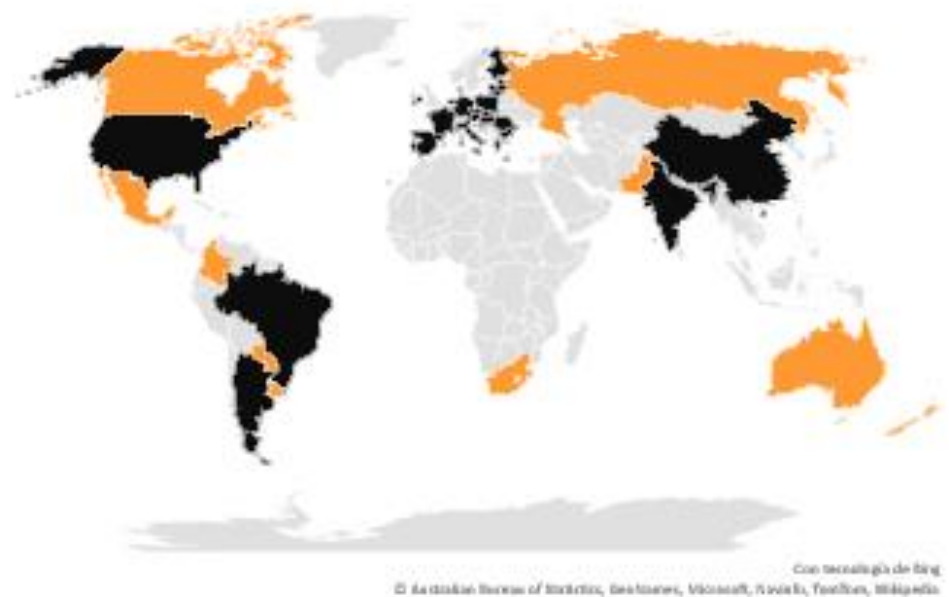 Con tecnología de Bing
© Australian Bureau of Statistics, GeoNames, Microsoft, Navinfo, TomTom, Wikipedia